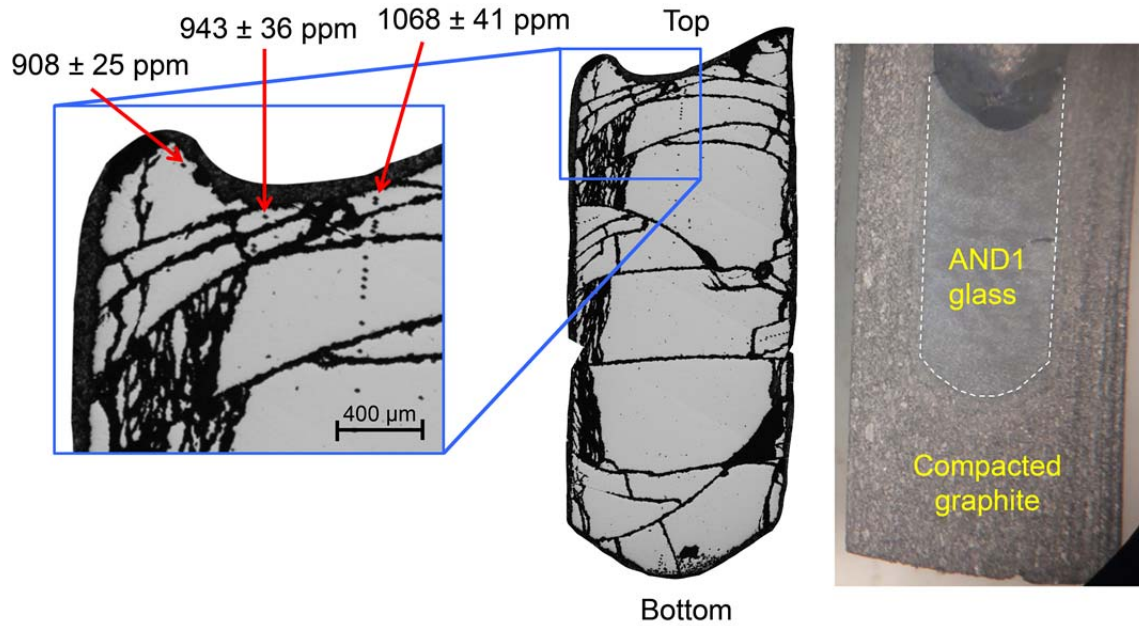 943 ± 36 ppm
1068 ± 41 ppm
Top
908 ± 25 ppm
400 µm
AND1
glass
Compacted
graphite
Bottom